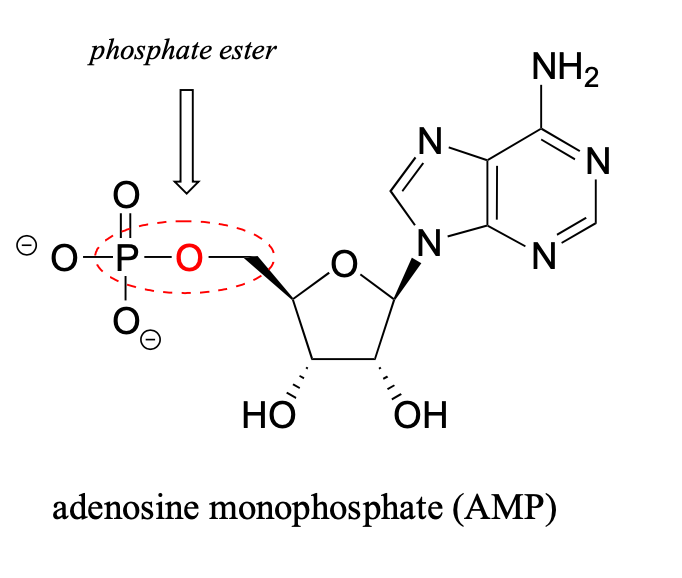 phosphate ester
NH2
N
N
O
⊖ O P O
O
N
N
O
⊖
HO
OH
adenosine monophosphate (AMP)